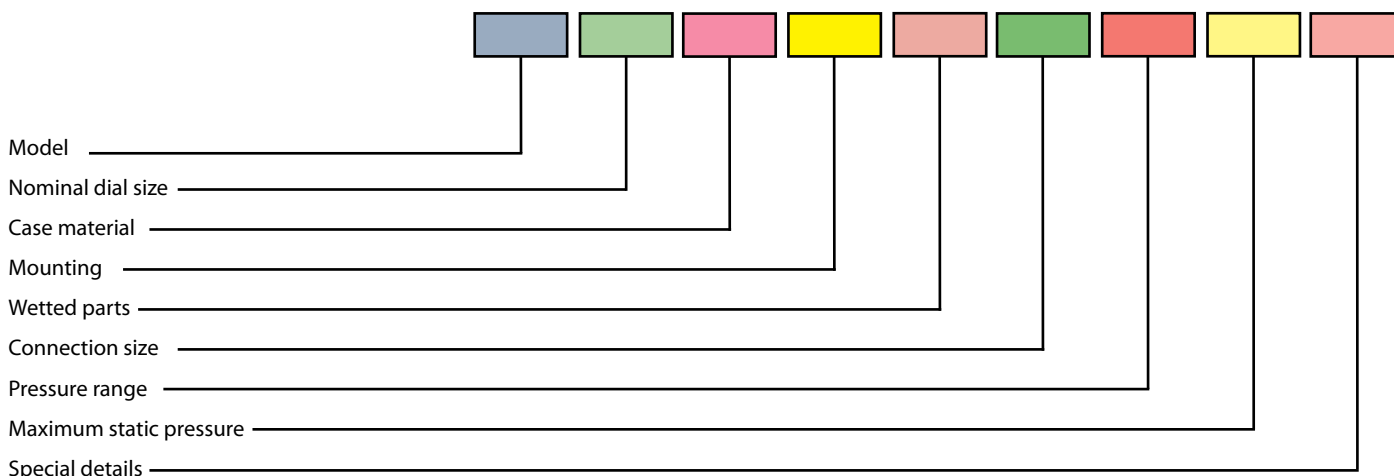 Model
Nominal dial size
Case material
Mounting
Wetted parts
Connection size
Pressure range
Maximum static pressure
Special details